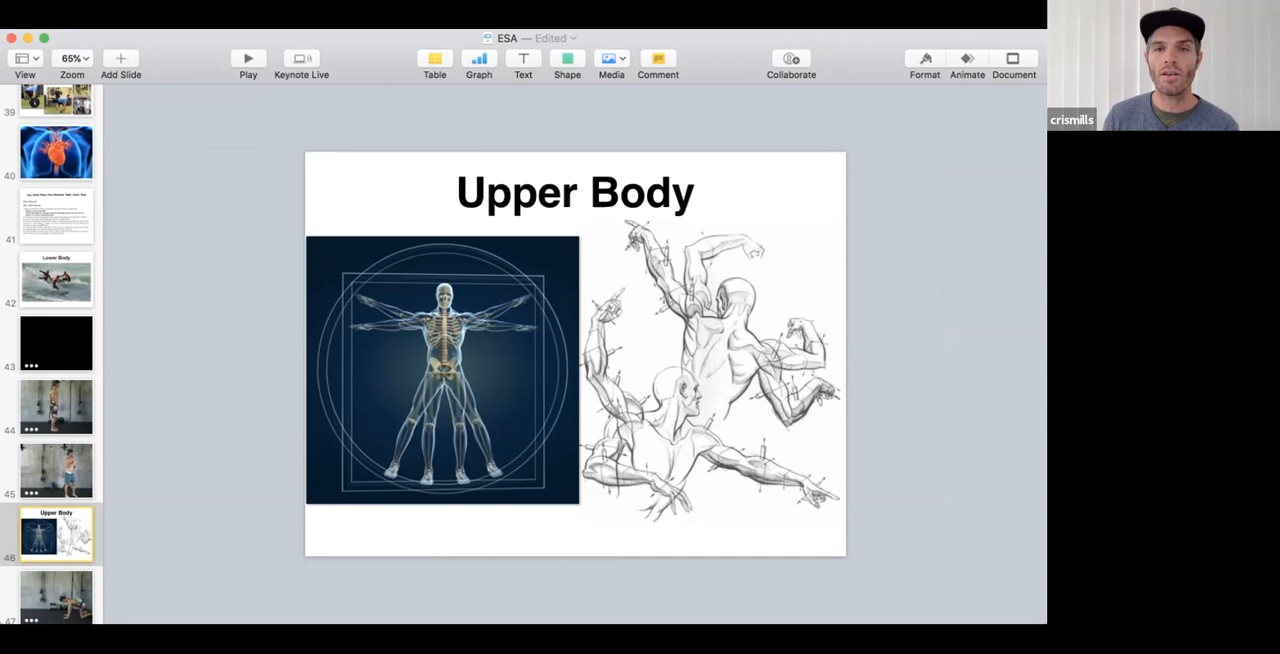 ESA — Edited
65%
View
Zoom
Add Slide
Play
Keynote Live
Table
Graph
Text
Shape
Media
Comment
Collaborate
Format
Animate
Document
crismills
39
40
41
42
Lower Body
43
44
45
46
Upper Body
47
Upper Body